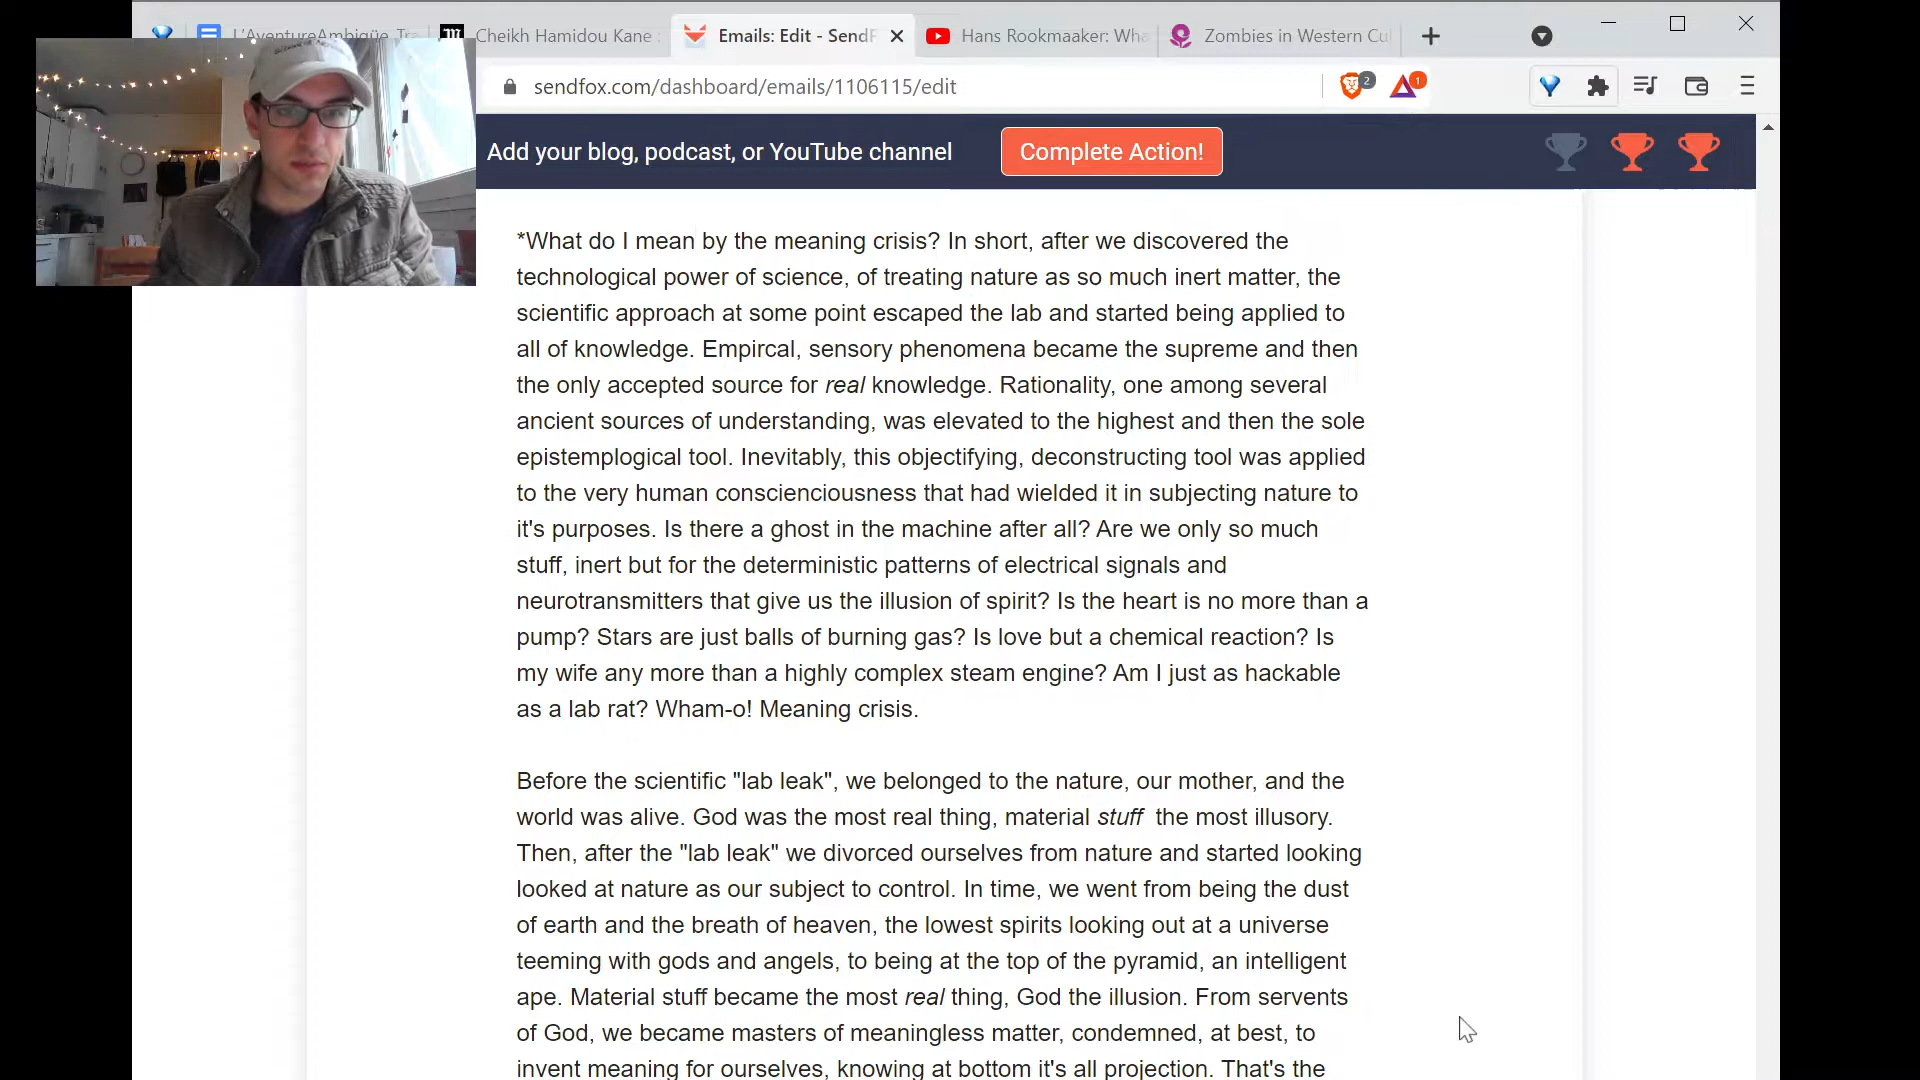 L'AventureAmbigüe Tra
Cheikh Hamidou Kane :
Emails: Edit - SendF
Hans Rookmaaker: Wha
Zombies in Western Cul
sendfox.com/dashboard/emails/1106115/edit
2
1
Add your blog, podcast, or YouTube channel
Complete Action!
*What do I mean by the meaning crisis? In short, after we discovered the
technological power of science, of treating nature as so much inert matter, the
scientific approach at some point escaped the lab and started being applied to
all of knowledge. Empircal, sensory phenomena became the supreme and then
the only accepted source for real knowledge. Rationality, one among several
ancient sources of understanding, was elevated to the highest and then the sole
epistemplogical tool. Inevitably, this objectifying, deconstructing tool was applied
to the very human conscienciousness that had wielded it in subjecting nature to
it's purposes. Is there a ghost in the machine after all? Are we only so much
stuff, inert but for the deterministic patterns of electrical signals and
neurotransmitters that give us the illusion of spirit? Is the heart is no more than a
pump? Stars are just balls of burning gas? Is love but a chemical reaction? Is
my wife any more than a highly complex steam engine? Am I just as hackable
as a lab rat? Wham-o! Meaning crisis.
Before the scientific "lab leak", we belonged to the nature, our mother, and the
world was alive. God was the most real thing, material stuff the most illusory.
Then, after the "lab leak" we divorced ourselves from nature and started looking
looked at nature as our subject to control. In time, we went from being the dust
of earth and the breath of heaven, the lowest spirits looking out at a universe
teeming with gods and angels, to being at the top of the pyramid, an intelligent
ape. Material stuff became the most real thing, God the illusion. From servents
of God, we became masters of meaningless matter, condemned, at best, to
invent meaning for ourselves, knowing at bottom it's all projection. That's the